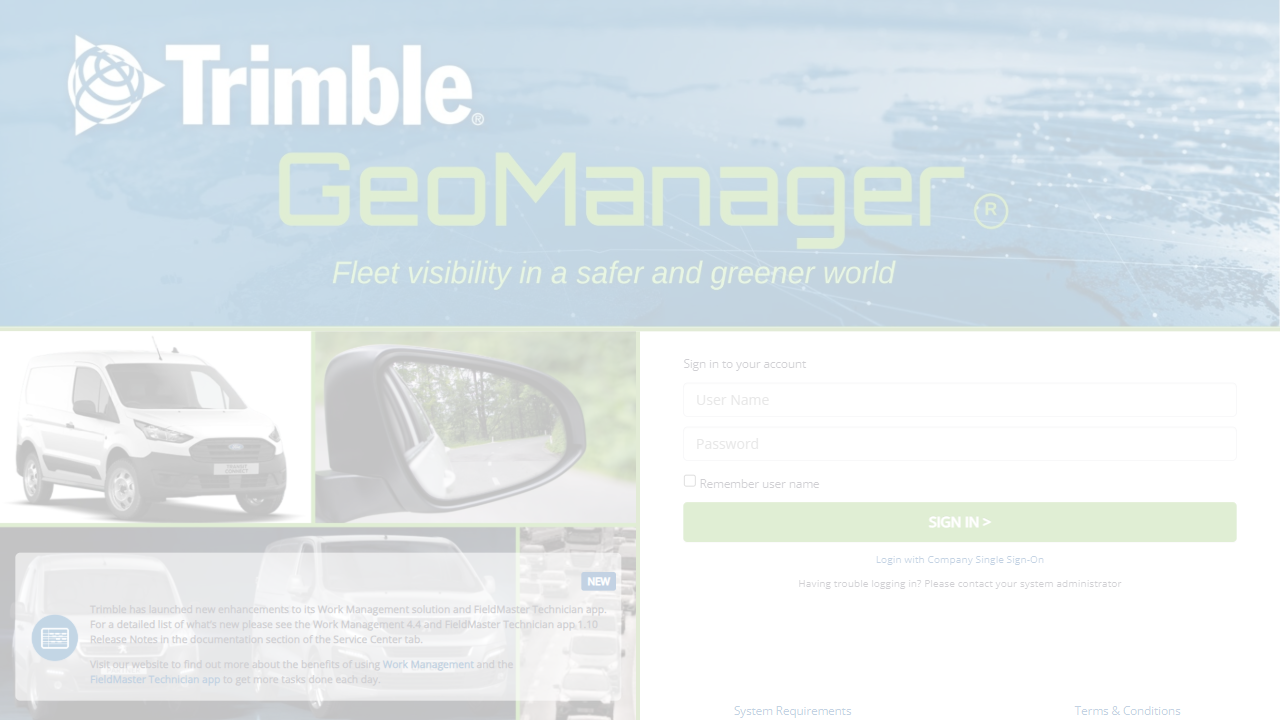 Trimble®
GeoManager®
Fleet visibility in a safer and greener world
Sign in to your account
User Name
Password
Remember user name
SIGN IN >
Login with Company Single Sign-On
Having trouble logging in? Please contact your system administrator
NEW
Trimble has launched new enhancements to its Work Management solution and FieldMaster Technician app.
For a detailed list of what's new please see the Work Management 4.4 and FieldMaster Technician app 1.10
Release Notes in the documentation section of the Service Center tab.
Visit our website to find out more about the benefits of using Work Management and the
FieldMaster Technician app to get more tasks done each day.
System Requirements
Terms & Conditions